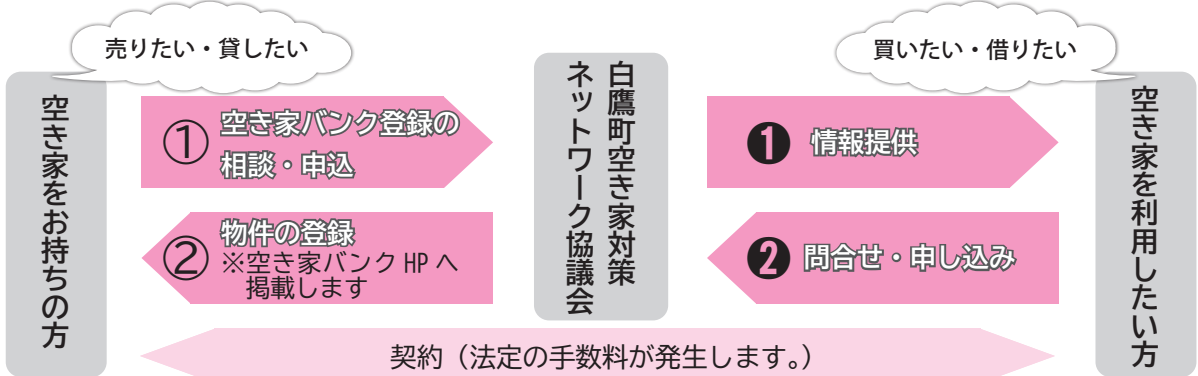 売りたい・貸したい
買いたい・借りたい
空き家をお持ちの方
① 空き家バンク登録の
相談・申込
② 物件の登録
※空き家バンク HP へ
掲載します
白鷹町空き家対策
ネットワーク協議会
❶ 情報提供
❷ 問合せ・申し込み
空き家を利用したい方
契約（法定の手数料が発生します。）